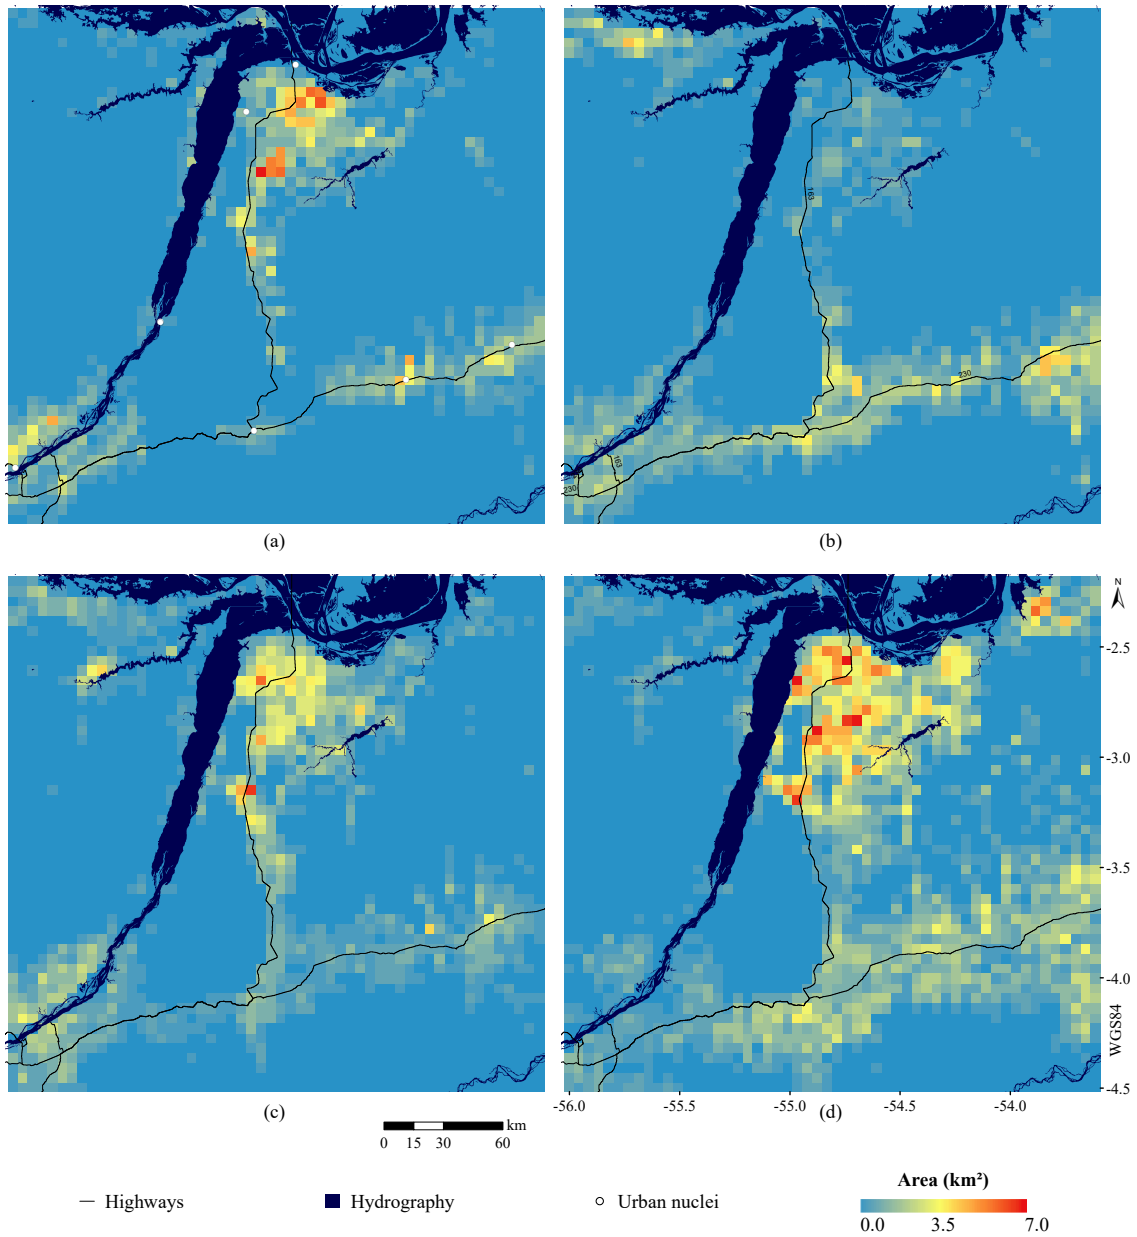 163
230
163
230
(a)
(b)
N
-2.5
-3.0
-3.5
-4.0
-4.5
WGS84
-56.0
-55.5
-55.0
-54.5
-54.0
(c)
(d)
km
0 15 30 60
Highways
Hydrography
Urban nuclei
Area (km²)
0.0 3.5 7.0